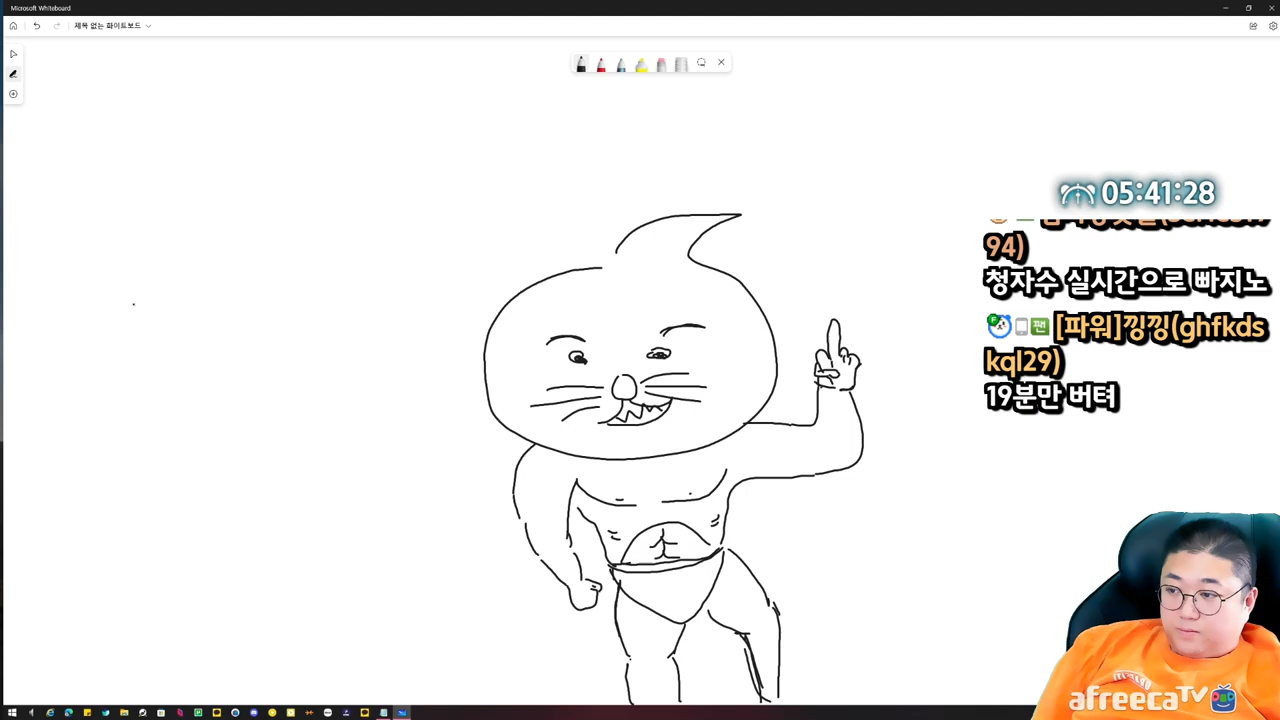 Microsoft Whiteboard
제목 없는 화이트보드
05:41:28
94)
청자수 실시간으로 빠지노
팬 [파워]낑낑(ghfkds
kql29)
19분만 버텨
afreecaTV